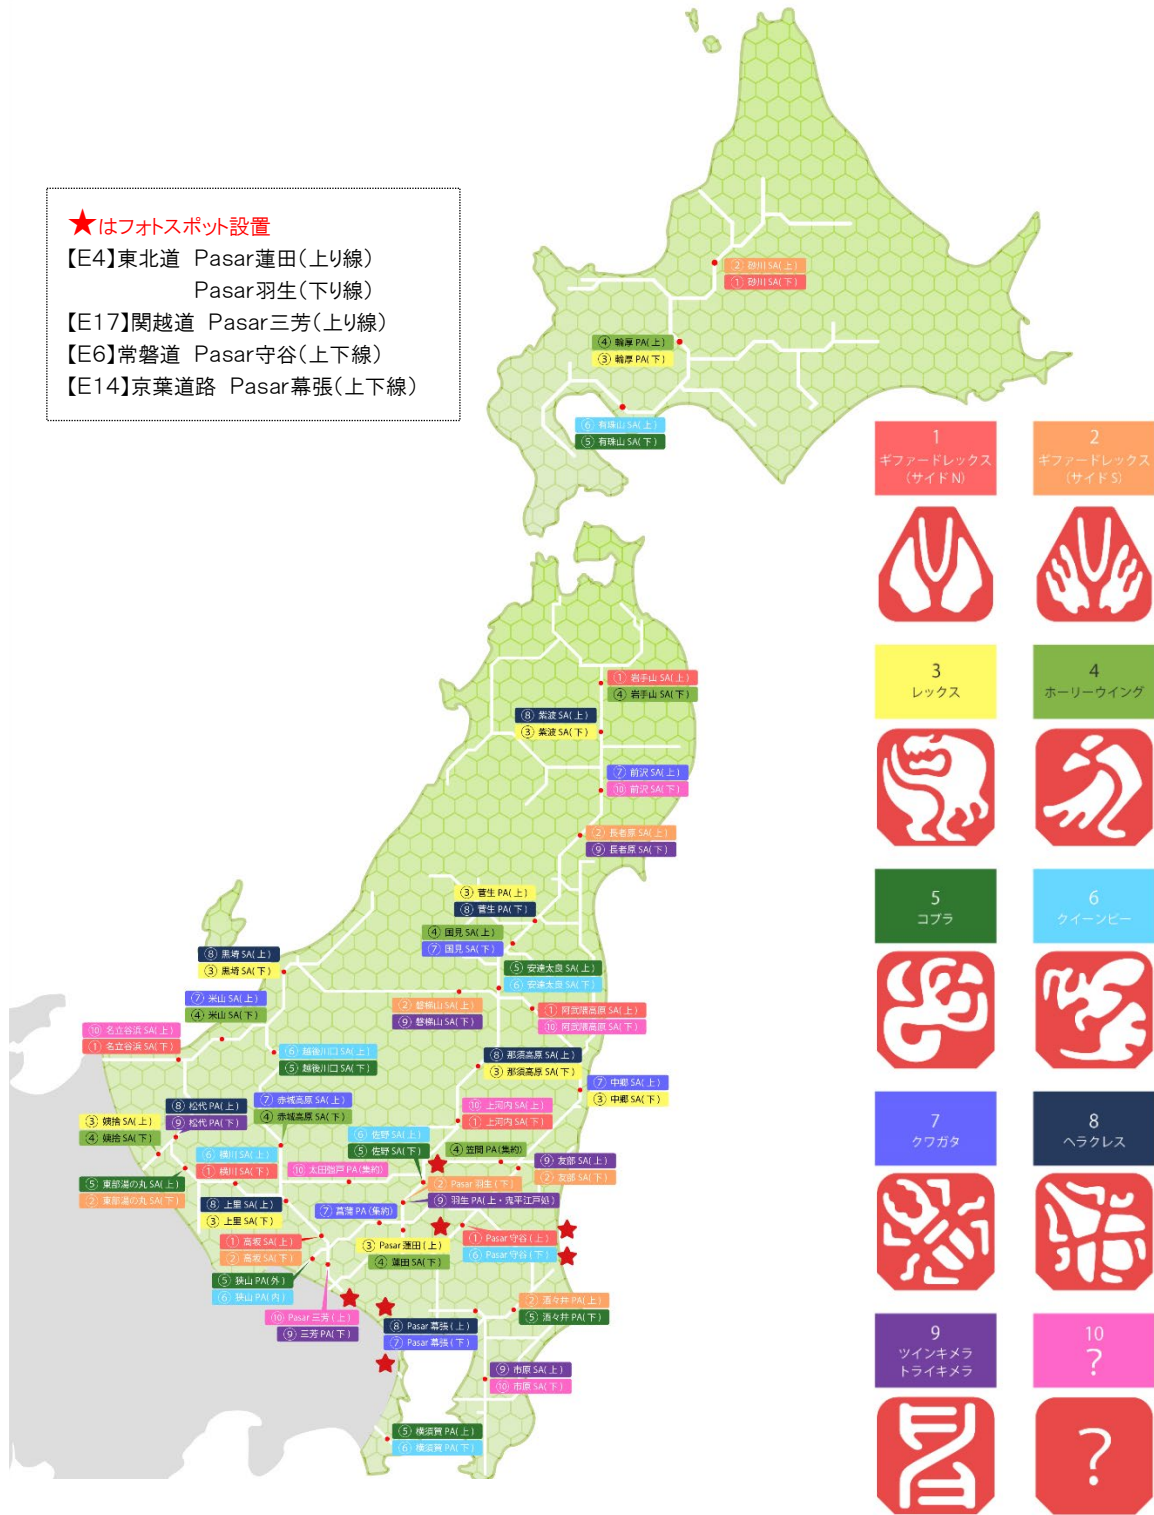 ★はフォトスポット設置
【E4】東北道 Pasar蓮田(上り線)
Pasar羽生(下り線)
【E17】関越道 Pasar三芳(上り線)
【E6】常磐道 Pasar守谷(上下線)
【E14】京葉道路 Pasar幕張(上下線)
② 砂川 SA(上)
① 砂川 SA(下)
④ 輪厚 PA(上)
③ 輪厚 PA(下)
⑥ 有珠山 SA(上)
⑤ 有珠山 SA(下)
1
ギファードレックス
(サイドN)
2
ギファードレックス
(サイドS)
3
レックス
4
ホーリーウイング
5
コブラ
6
クイーンビー
7
クワガタ
8
ヘラクレス
9
ツインキメラ
トライキメラ
10
?
?
① 岩手山 SA(上)
④ 岩手山 SA(下)
⑧ 紫波 SA(上)
③ 紫波 SA(下)
⑦ 前沢 SA(上)
⑩ 前沢 SA(下)
② 長者原 SA(上)
⑨ 長者原 SA(下)
③ 菅生 PA(上)
⑧ 菅生 PA(下)
④ 国見 SA(上)
⑦ 国見 SA(下)
⑧ 黒埼 SA(上)
③ 黒埼 SA(下)
⑤ 安達太良 SA(上)
⑥ 安達太良 SA(下)
⑦ 米山 SA(上)
④ 米山 SA(下)
② 磐梯山 SA(上)
⑨ 磐梯山 SA(下)
① 阿武隈高原 SA(上)
⑩ 阿武隈高原 SA(下)
⑩ 名立谷浜 SA(上)
① 名立谷浜 SA(下)
⑥ 越後川口 SA(上)
⑤ 越後川口 SA(下)
⑧ 那須高原 SA(上)
③ 那須高原 SA(下)
⑦ 中郷 SA(上)
③ 中郷 SA(下)
⑧ 松代 PA(上)
⑨ 松代 PA(下)
⑦ 赤城高原 SA(上)
④ 赤城高原 SA(下)
⑩ 上河内 SA(上)
① 上河内 SA(下)
③ 姨捨 SA(上)
④ 姨捨 SA(下)
⑥ 佐野 SA(上)
⑤ 佐野 SA(下)
⑥ 横川 SA(上)
① 横川 SA(下)
④ 笠間 PA(集約)
⑨ 友部 SA(上)
② 友部 SA(下)
⑩ 太田強戸 PA(集約)
⑤ 東部湯の丸 SA(上)
② 東部湯の丸 SA(下)
② Pasar 羽生(下)
⑨ 羽生 PA(上・鬼平江戸処)
⑧ 上里 SA(上)
③ 上里 SA(下)
⑦ 菖蒲 PA(集約)
① 高坂 SA(上)
② 高坂 SA(下)
③ Pasar 蓮田(上)
④ 蓮田 SA(下)
① Pasar 守谷(上)
⑥ Pasar 守谷(下)
⑤ 狭山 PA(外)
⑥ 狭山 PA(内)
⑩ Pasar 三芳(上)
⑨ 三芳 PA(下)
② 酒々井 PA(上)
⑤ 酒々井 PA(下)
⑧ Pasar 幕張(上)
⑦ Pasar 幕張(下)
⑨ 市原 SA(上)
⑩ 市原 SA(下)
⑤ 横須賀 PA(上)
⑥ 横須賀 PA(下)